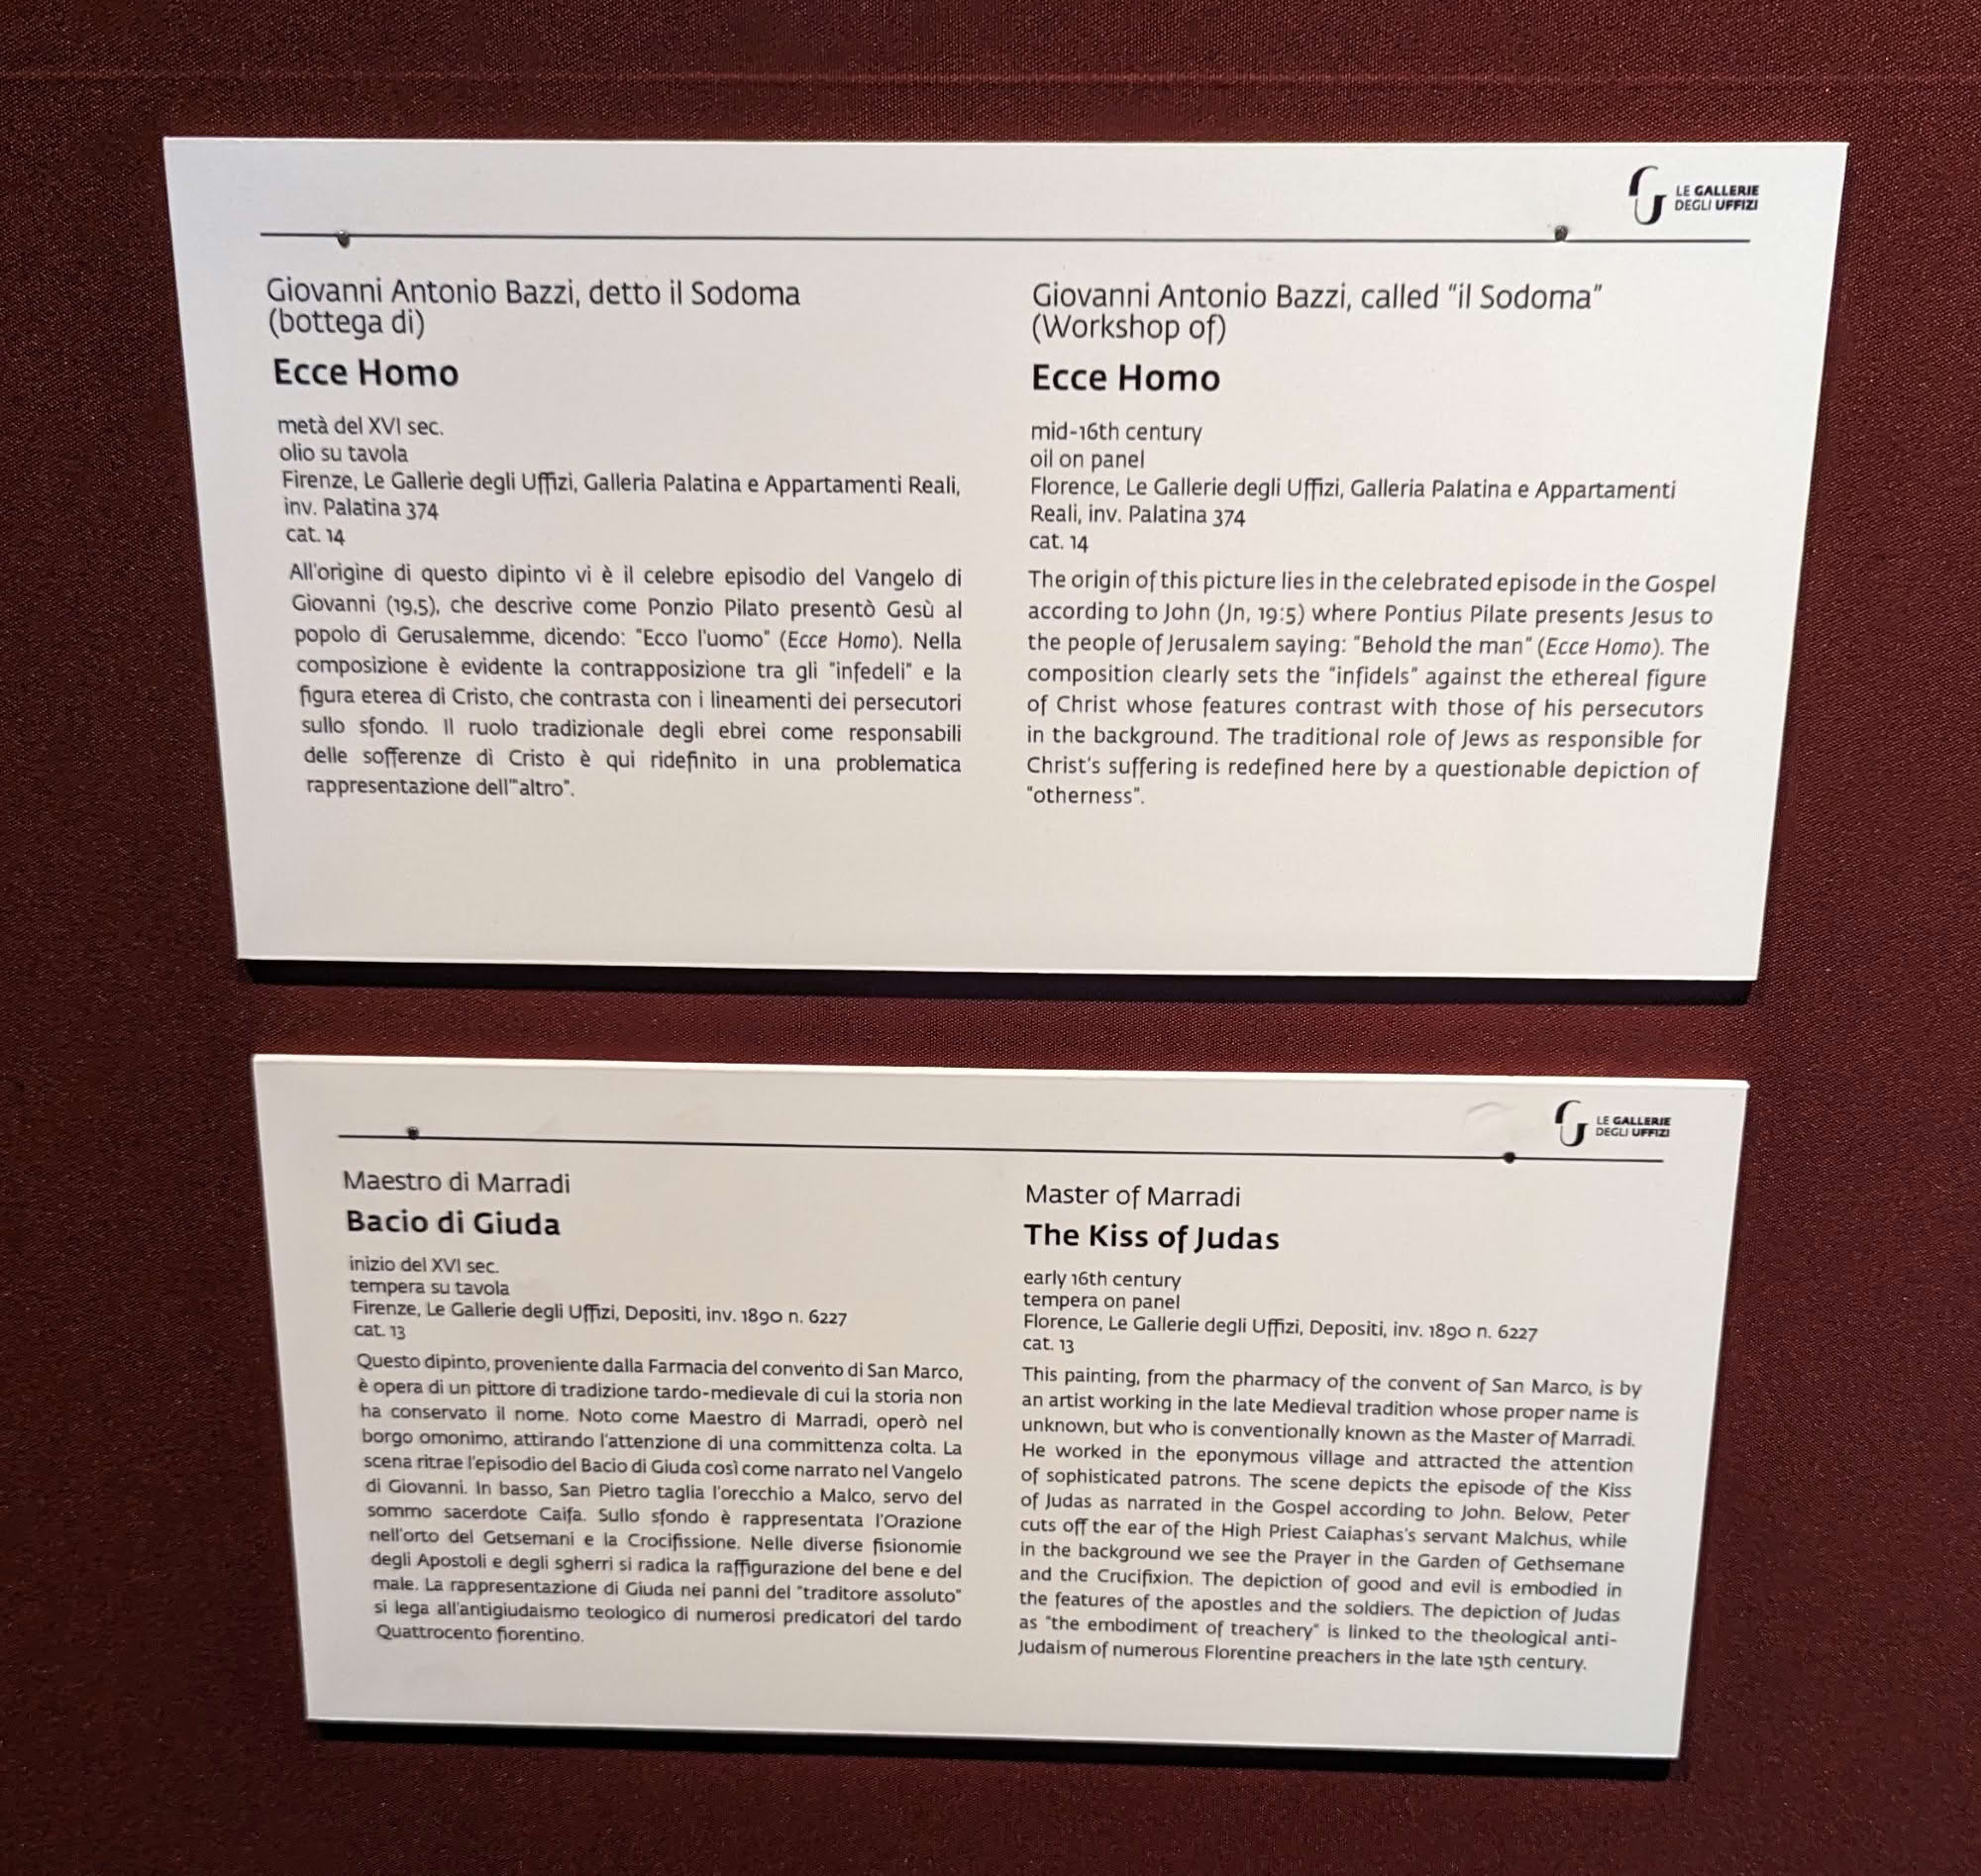 LE GALLERIE
DEGLI UFFIZI
Giovanni Antonio Bazzi, detto il Sodoma
(bottega di)
Ecce Homo
metà del XVI sec.
olio su tavola
Firenze, Le Gallerie degli Uffizi, Galleria Palatina e Appartamenti Reali,
inv. Palatina 374
cat. 14
All'origine di questo dipinto vi è il celebre episodio del Vangelo di
Giovanni (19,5), che descrive come Ponzio Pilato presentò Gesù al
popolo di Gerusalemme, dicendo: "Ecco l'uomo" (Ecce Homo). Nella
composizione è evidente la contrapposizione tra gli "infedeli" e la
figura eterea di Cristo, che contrasta con i lineamenti dei persecutori
sullo sfondo. Il ruolo tradizionale degli ebrei come responsabili
delle sofferenze di Cristo è qui ridefinito in una problematica
rappresentazione dell'"altro".
Giovanni Antonio Bazzi, called “il Sodoma”
(Workshop of)
Ecce Homo
mid-16th century
oil on panel
Florence, Le Gallerie degli Uffizi, Galleria Palatina e Appartamenti
Reali, inv. Palatina 374
cat. 14
The origin of this picture lies in the celebrated episode in the Gospel
according to John (Jn, 19:5) where Pontius Pilate presents Jesus to
the people of Jerusalem saying: "Behold the man" (Ecce Homo). The
composition clearly sets the "infidels" against the ethereal figure
of Christ whose features contrast with those of his persecutors
in the background. The traditional role of Jews as responsible for
Christ's suffering is redefined here by a questionable depiction of
"otherness".
LE GALLERIE
DEGLI UFFIZI
Maestro di Marradi
Bacio di Giuda
inizio del XVI sec.
tempera su tavola
Firenze, Le Gallerie degli Uffizi, Depositi, inv. 1890 n. 6227
cat. 13
Questo dipinto, proveniente dalla Farmacia del convento di San Marco,
è opera di un pittore di tradizione tardo-medievale di cui la storia non
ha conservato il nome. Noto come Maestro di Marradi, operò nel
borgo omonimo, attirando l'attenzione di una committenza colta. La
scena ritrae l'episodio del Bacio di Giuda così come narrato nel Vangelo
di Giovanni. In basso, San Pietro taglia l'orecchio a Malco, servo del
sommo sacerdote Caifa. Sullo sfondo è rappresentata l'Orazione
nell'orto del Getsemani e la Crocifissione. Nelle diverse fisionomie
degli Apostoli e degli sgherri si radica la raffigurazione del bene e del
male. La rappresentazione di Giuda nei panni del "traditore assoluto"
si lega all'antigiudaismo teologico di numerosi predicatori del tardo
Quattrocento fiorentino.
Master of Marradi
The Kiss of Judas
early 16th century
tempera on panel
Florence, Le Gallerie degli Uffizi, Depositi, inv. 1890 n. 6227
cat. 13
This painting, from the pharmacy of the convent of San Marco, is by
an artist working in the late Medieval tradition whose proper name is
unknown, but who is conventionally known as the Master of Marradi.
He worked in the eponymous village and attracted the attention
of sophisticated patrons. The scene depicts the episode of the Kiss
of Judas as narrated in the Gospel according to John. Below, Peter
cuts off the ear of the High Priest Caiaphas's servant Malchus, while
in the background we see the Prayer in the Garden of Gethsemane
and the Crucifixion. The depiction of good and evil is embodied in
the features of the apostles and the soldiers. The depiction of Judas
as "the embodiment of treachery" is linked to the theological anti-
Judaism of numerous Florentine preachers in the late 15th century.